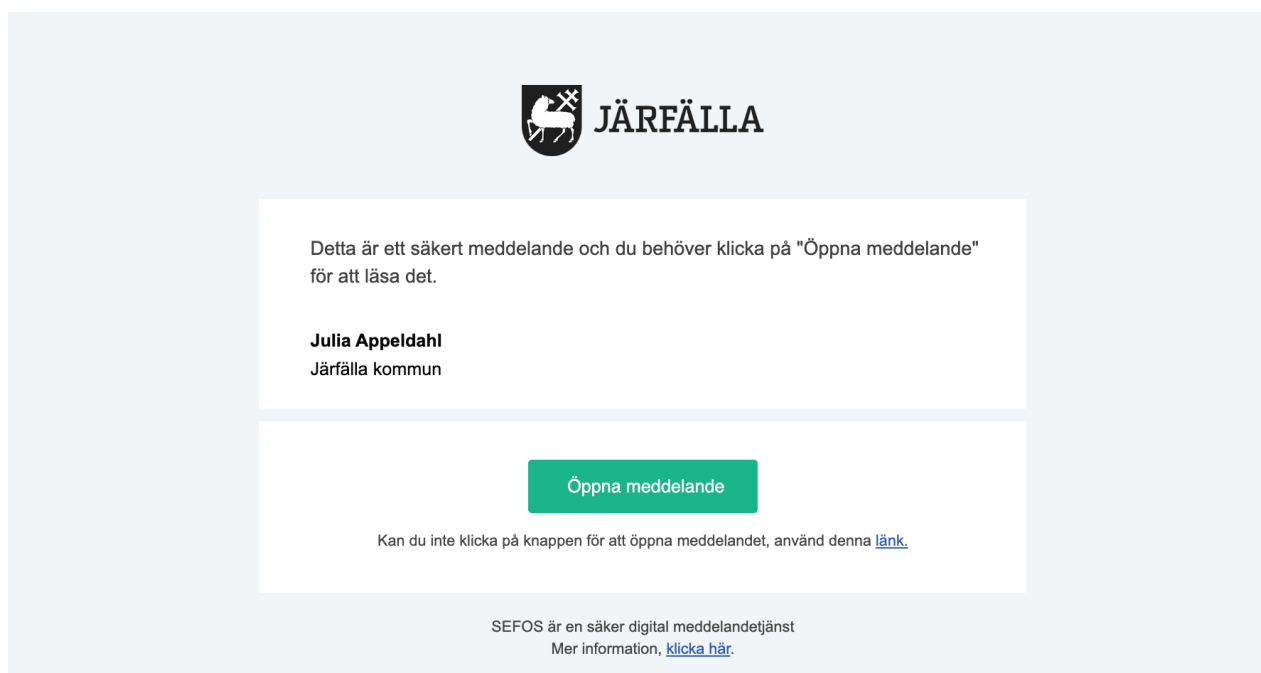 JÄRFÄLLA
Detta är ett säkert meddelande och du behöver klicka på "Öppna meddelande"
för att läsa det.
Julia Appeldahl
Järfälla kommun
Öppna meddelande
Kan du inte klicka på knappen för att öppna meddelandet, använd denna länk.
SEFOS är en säker digital meddelandetjänst
Mer information, klicka här.